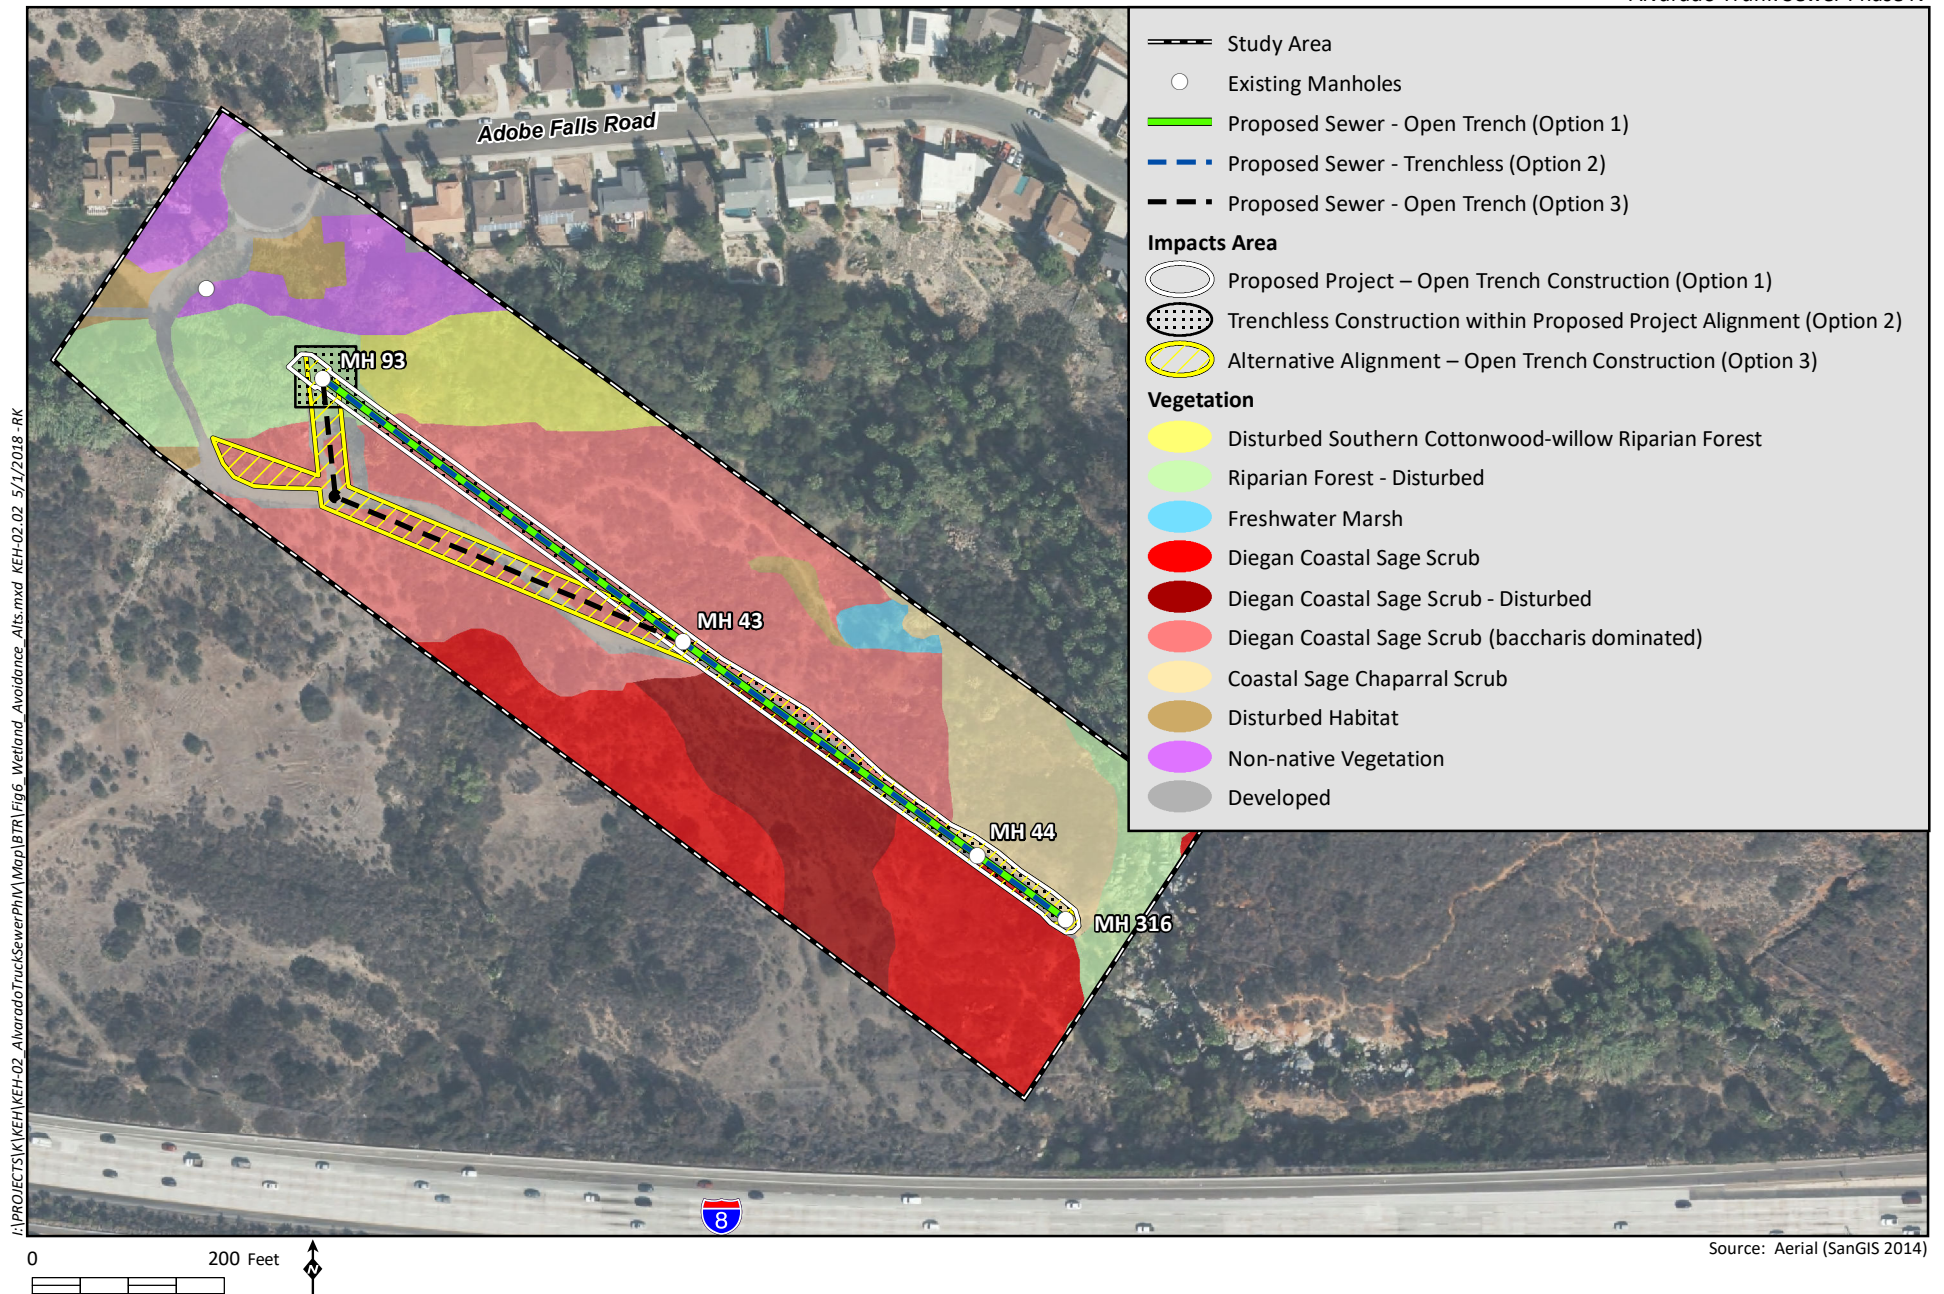 Study Area
Existing Manholes
Proposed Sewer - Open Trench (Option 1)
Proposed Sewer - Trenchless (Option 2)
Proposed Sewer - Open Trench (Option 3)
Impacts Area
Proposed Project – Open Trench Construction (Option 1)
Trenchless Construction within Proposed Project Alignment (Option 2)
Alternative Alignment – Open Trench Construction (Option 3)
Vegetation
Disturbed Southern Cottonwood-willow Riparian Forest
Riparian Forest - Disturbed
Freshwater Marsh
Diegan Coastal Sage Scrub
Diegan Coastal Sage Scrub - Disturbed
Diegan Coastal Sage Scrub (baccharis dominated)
Coastal Sage Chaparral Scrub
Disturbed Habitat
Non-native Vegetation
Developed
Adobe Falls Road
MH 93
MH 43
MH 44
MH 316
8
I:\PROJECTS\K\KEH\KEH-02_AlvaradoTruckSewerPhIV\Map\BTR\Fig6_Wetland_Avoidance_Alts.mxd KEH-02.02 5/1/2018 -RK
0 200 Feet
N
Source: Aerial (SanGIS 2014)